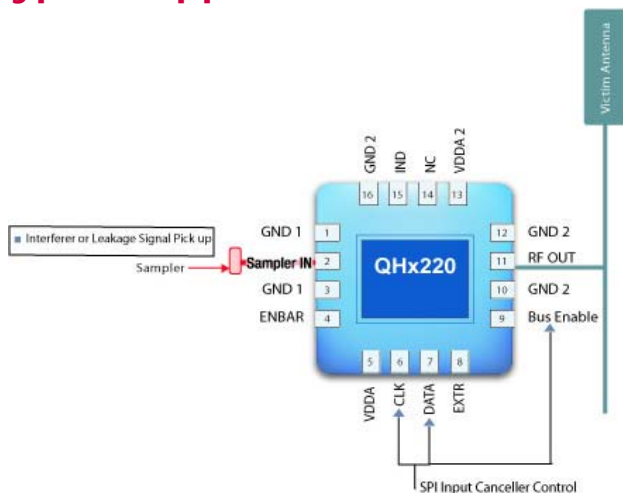 Victim Antenna
GND 2
IND
NC
VDDA 2
16
15
14
13
GND 1
1
12
GND 2
Interferer or Leakage Signal Pick up
Sampler
Sampler IN
2
QHx220
11
RF OUT
GND 1
3
10
GND 2
ENBAR
4
9
Bus Enable
5
6
7
8
VDDA
CLK
DATA
EXTR
SPI Input Canceller Control